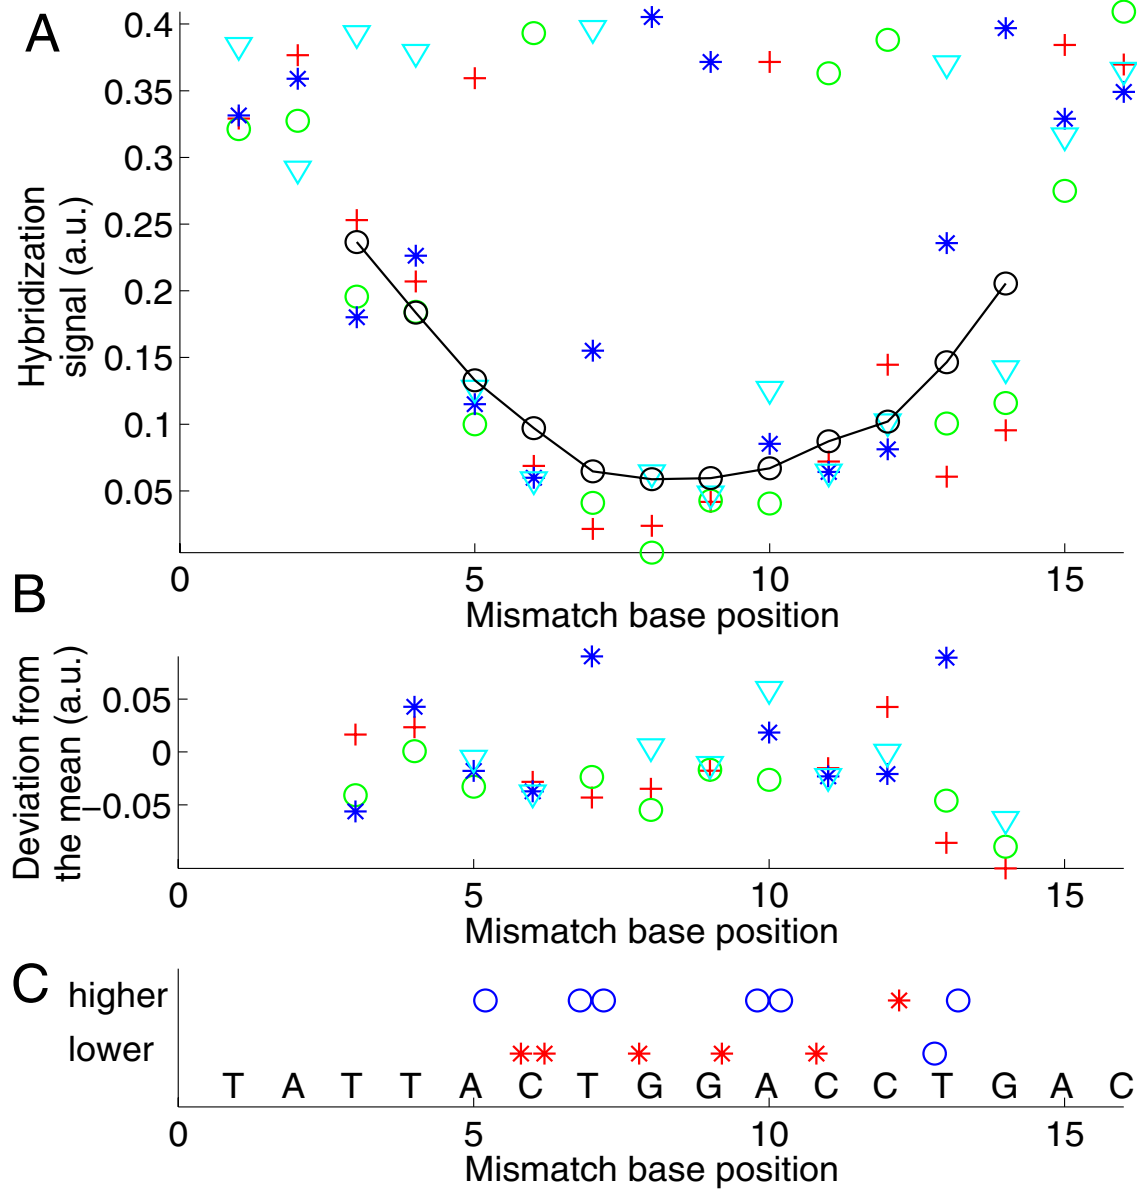 A
0.4
0.35
0.3
0.25
0.2
0.15
0.1
0.05
Hybridization
signal (a.u.)
0 5 10 15
Mismatch base position
B
0.05
0
−0.05
Deviation from
the mean (a.u.)
0 5 10 15
Mismatch base position
C
higher
lower
T A T T A C T G G A C C T G A C
0 5 10 15
Mismatch base position